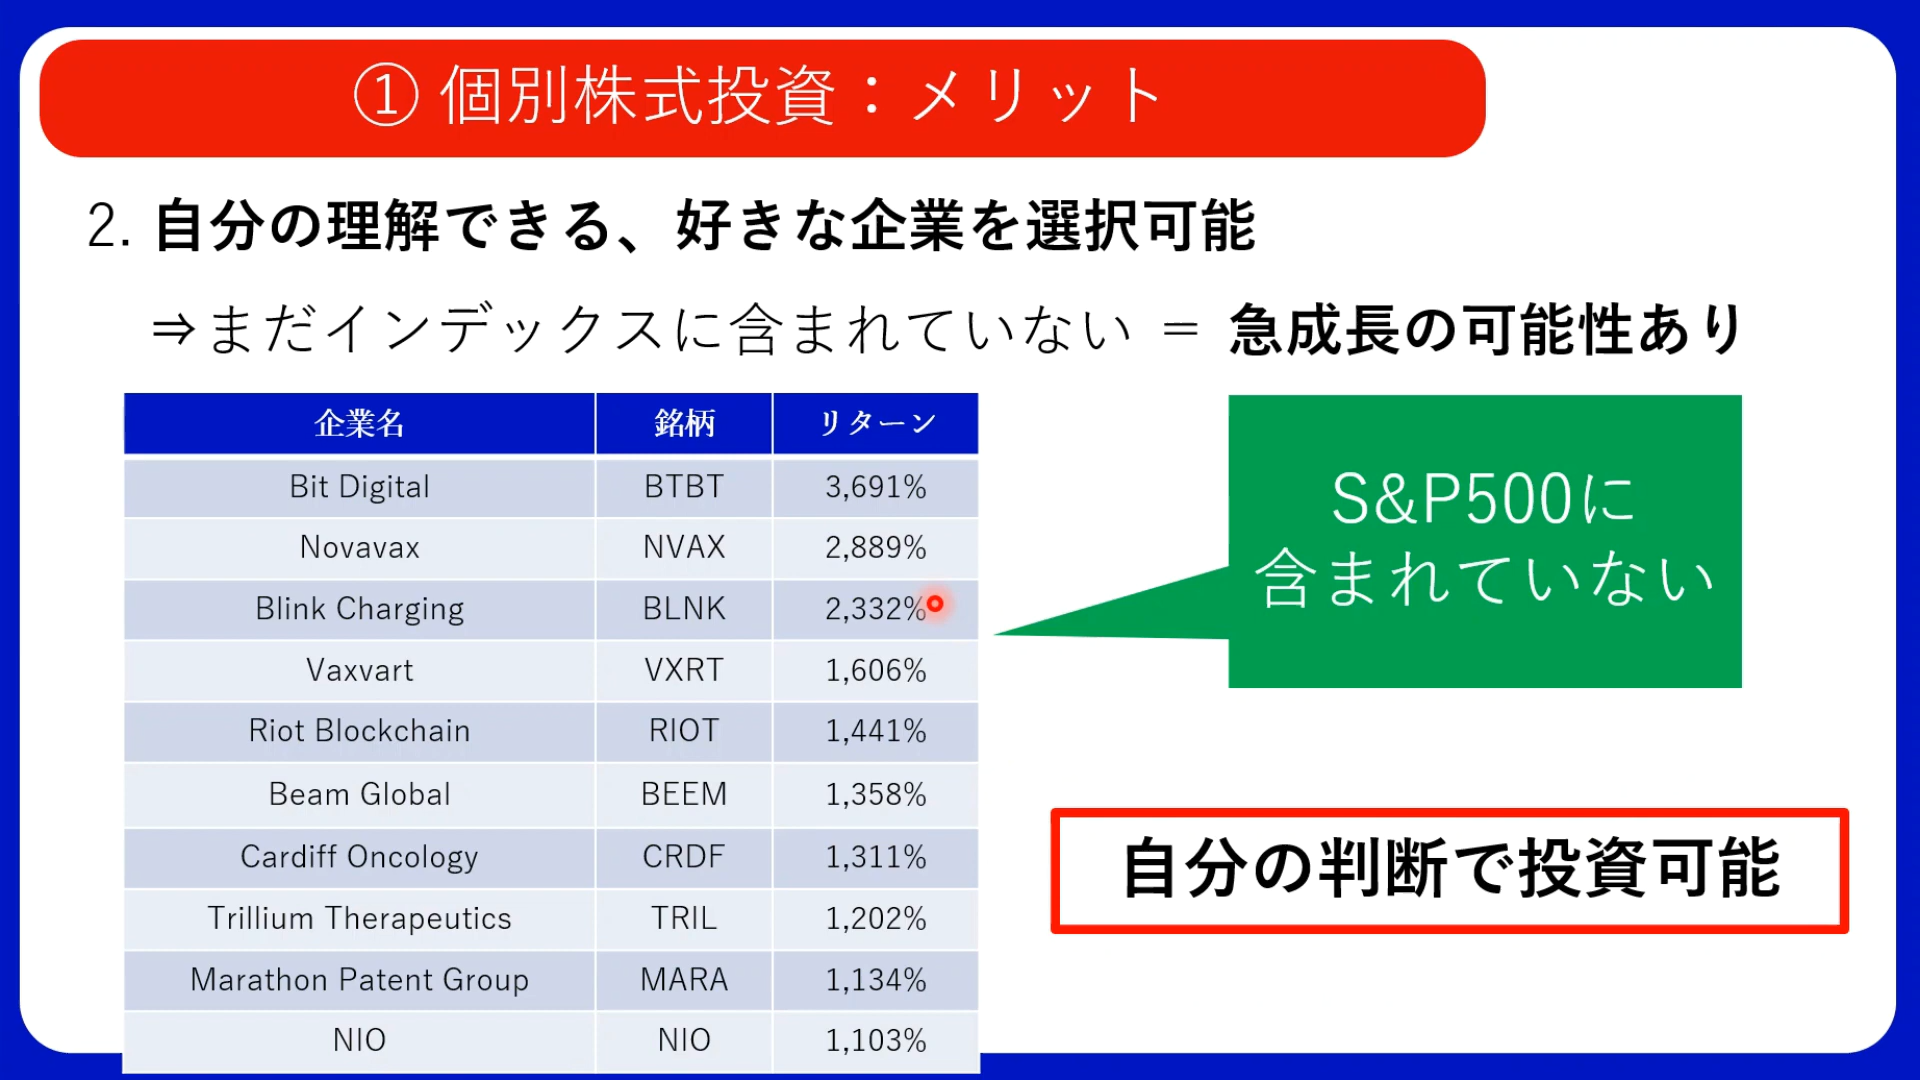 ① 個別株式投資：メリット
2. 自分の理解できる、好きな企業を選択可能
⇒まだインデックスに含まれていない ＝ 急成長の可能性あり
企業名 銘柄 リターン
Bit Digital BTBT 3,691%
Novavax NVAX 2,889%
Blink Charging BLNK 2,332%
Vaxvart VXRT 1,606%
Riot Blockchain RIOT 1,441%
Beam Global BEEM 1,358%
Cardiff Oncology CRDF 1,311%
Trillium Therapeutics TRIL 1,202%
Marathon Patent Group MARA 1,134%
NIO NIO 1,103%
S&P500に
含まれていない
自分の判断で投資可能